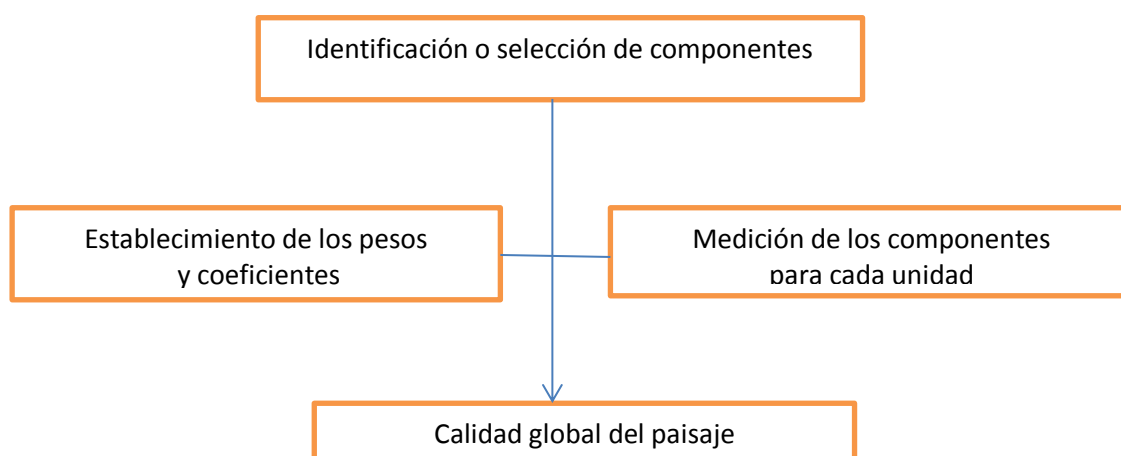 Identificación o selección de componentes
Establecimiento de los pesos
y coeficientes
Medición de los componentes
para cada unidad
Calidad global del paisaje